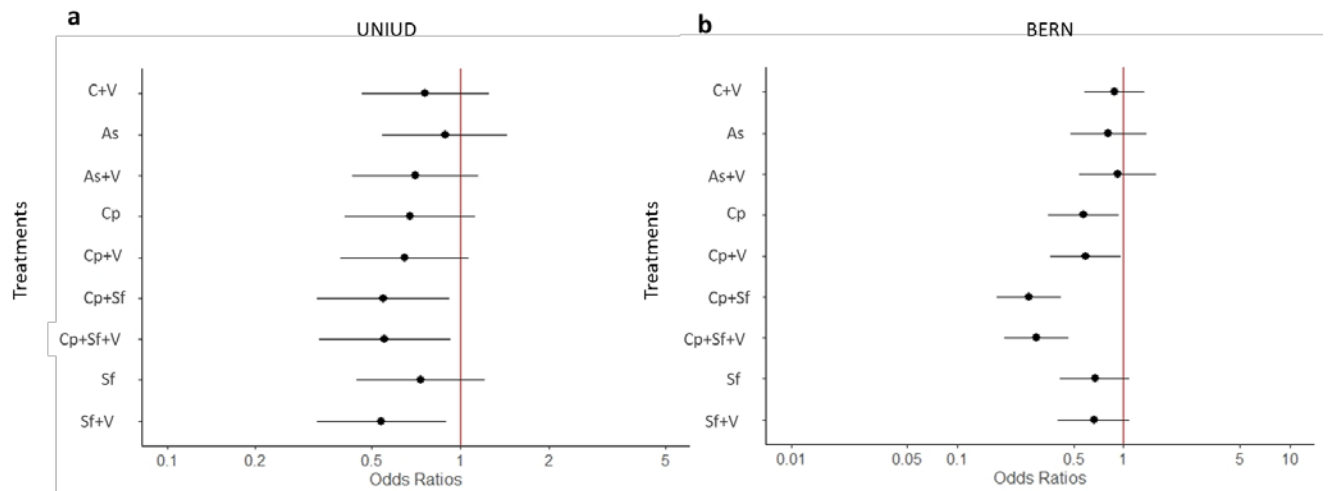 a
UNIUD
Treatments
C+V
As
As+V
Cp
Cp+V
Cp+Sf
Cp+Sf+V
Sf
Sf+V
0.1 0.2 0.5 1 2 5
Odds Ratios
b
BERN
Treatments
C+V
As
As+V
Cp
Cp+V
Cp+Sf
Cp+Sf+V
Sf
Sf+V
0.01 0.05 0.1 0.5 1 5 10
Odds Ratios